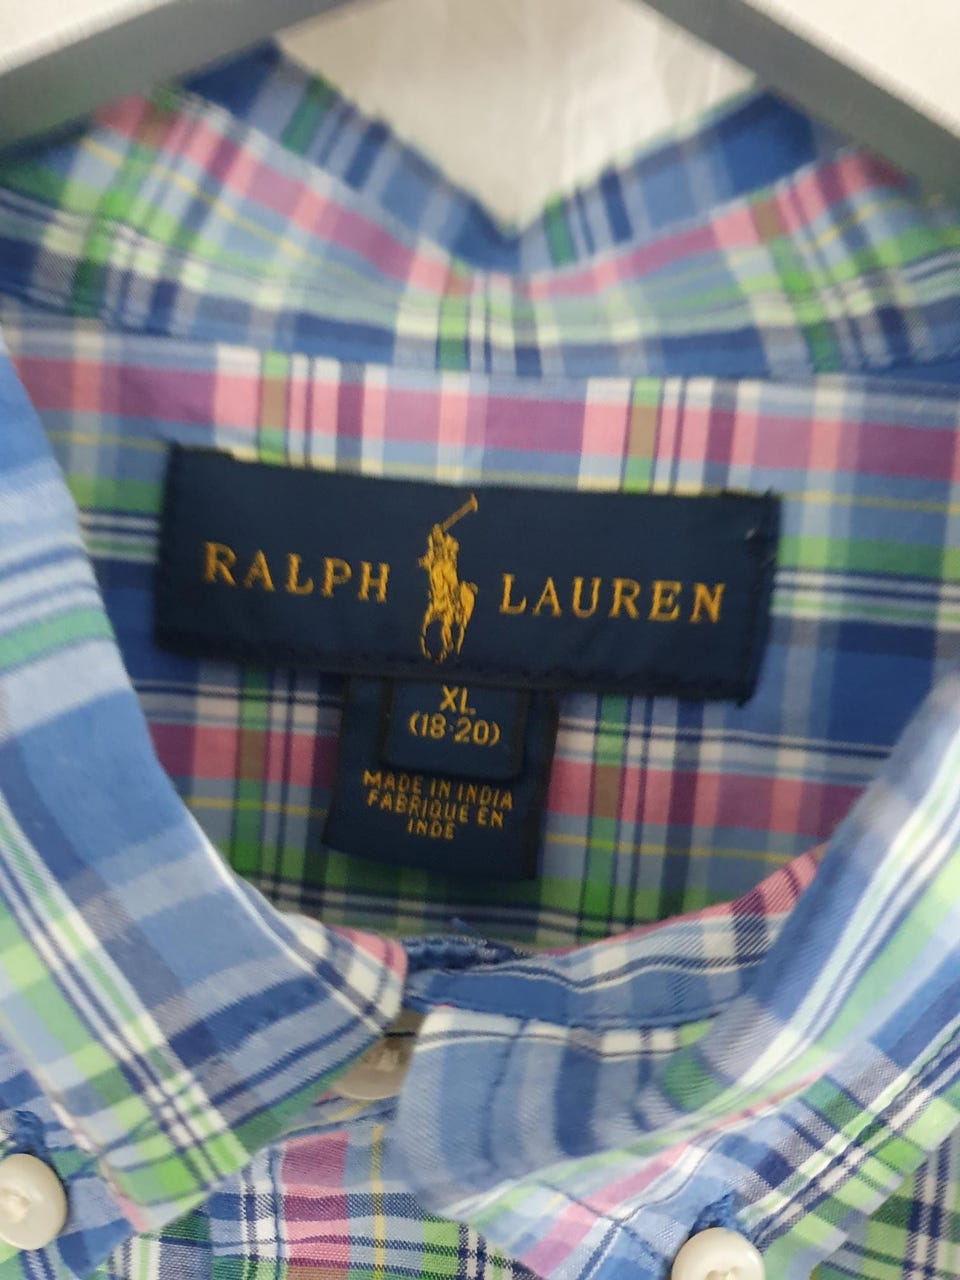 RALPH LAUREN
XL
(18-20)
MADE IN INDIA
FABRIQUE EN
INDE